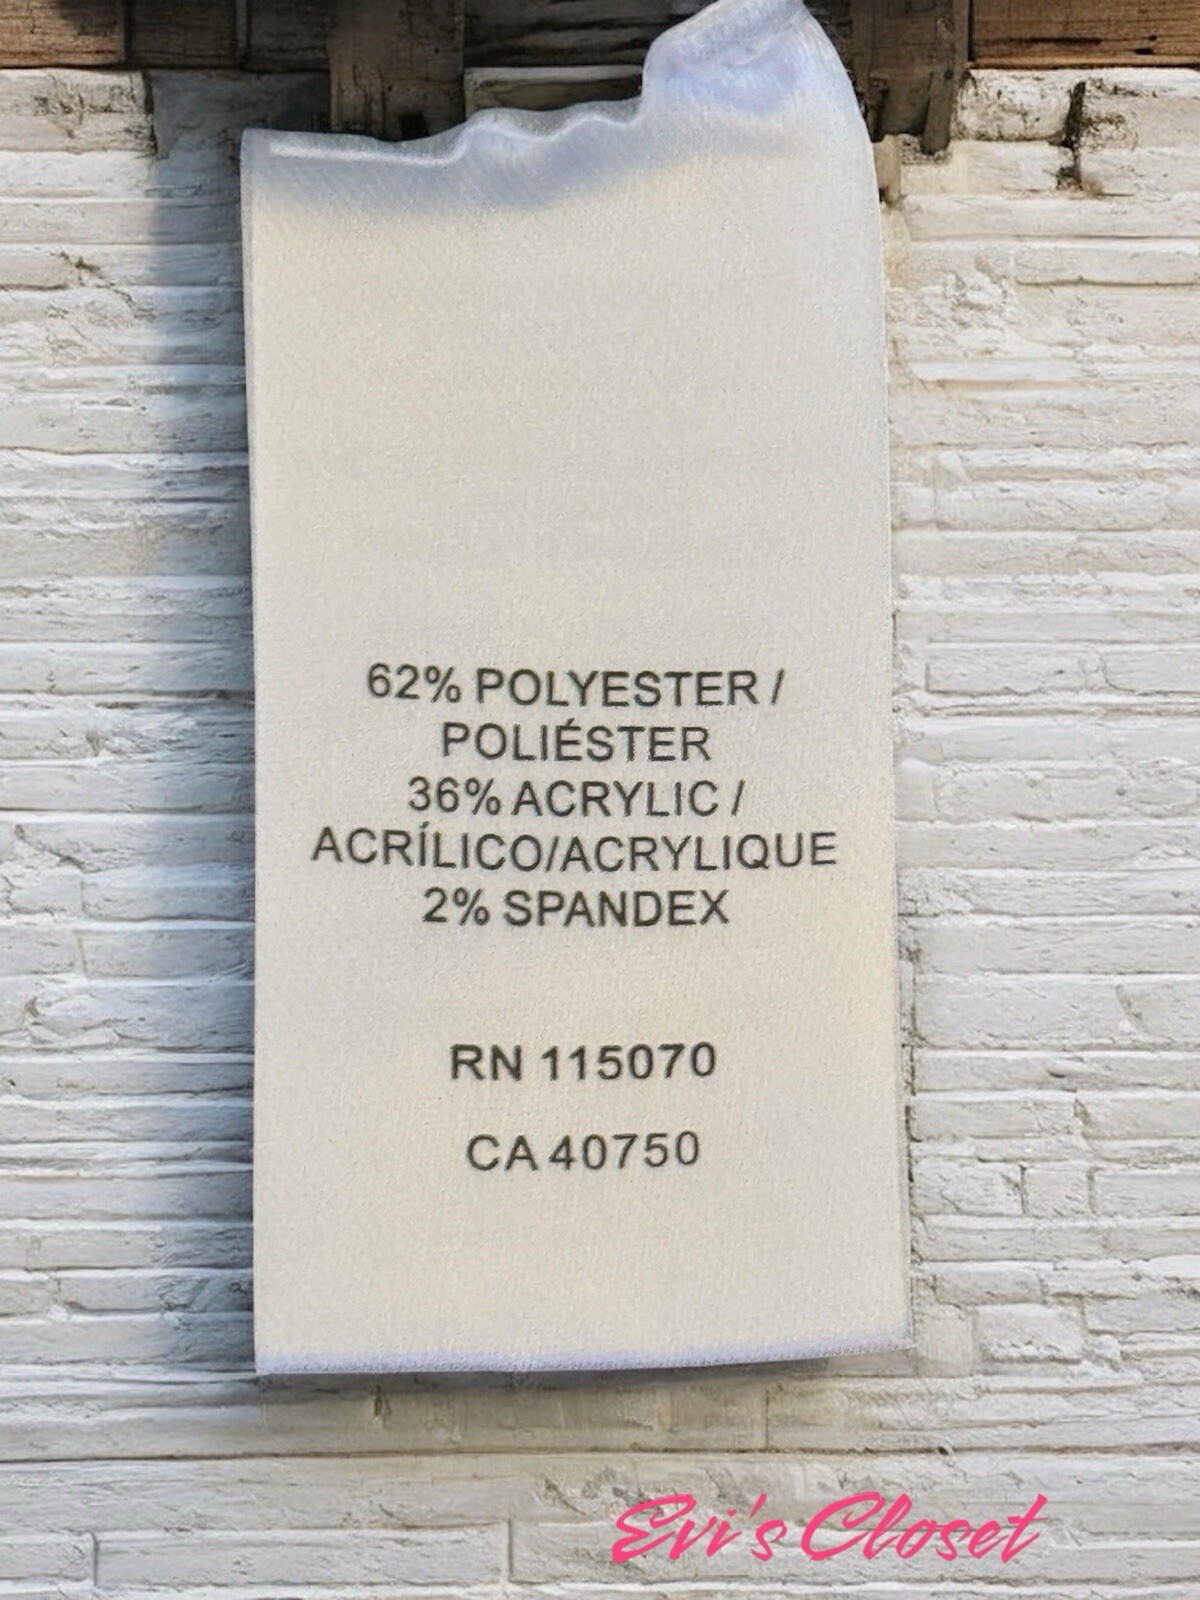 62% POLYESTER /
POLIÉSTER
36% ACRYLIC /
ACRÍLICO/ACRYLIQUE
2% SPANDEX
RN 115070
CA 40750
Evi's Closet